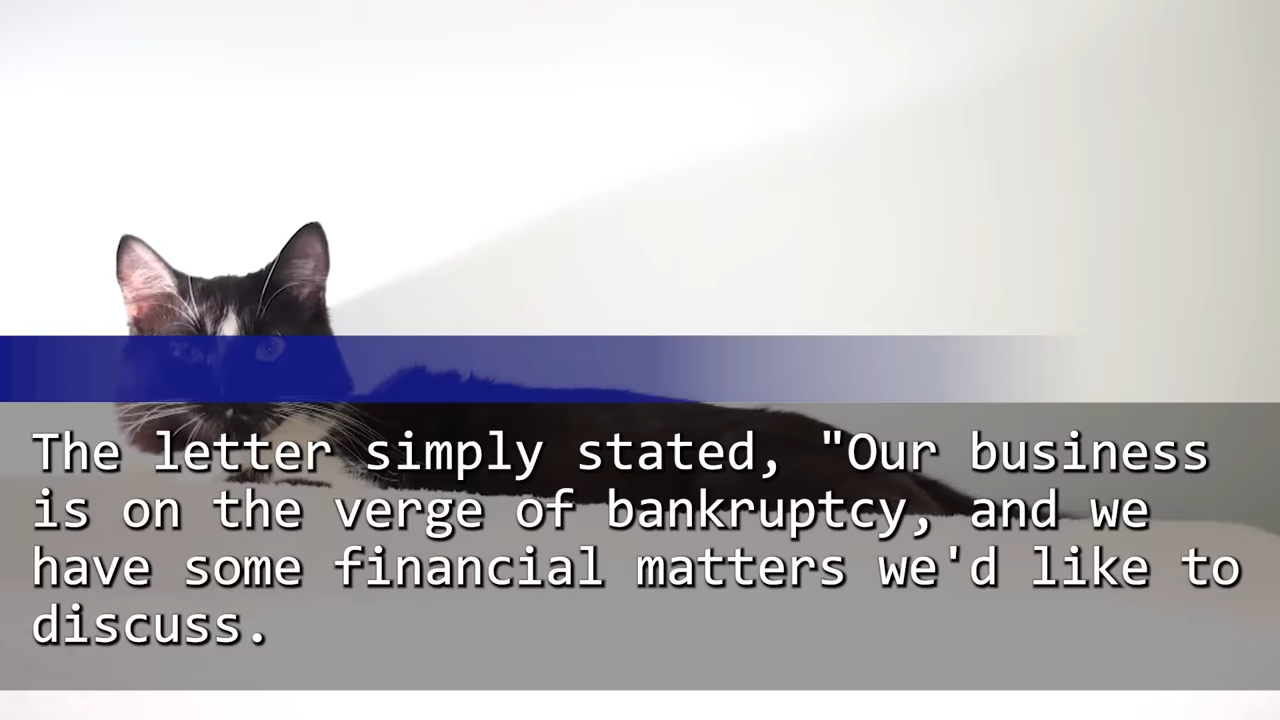 The letter simply stated, "Our business
is on the verge of bankruptcy, and we
have some financial matters we'd like to
discuss.